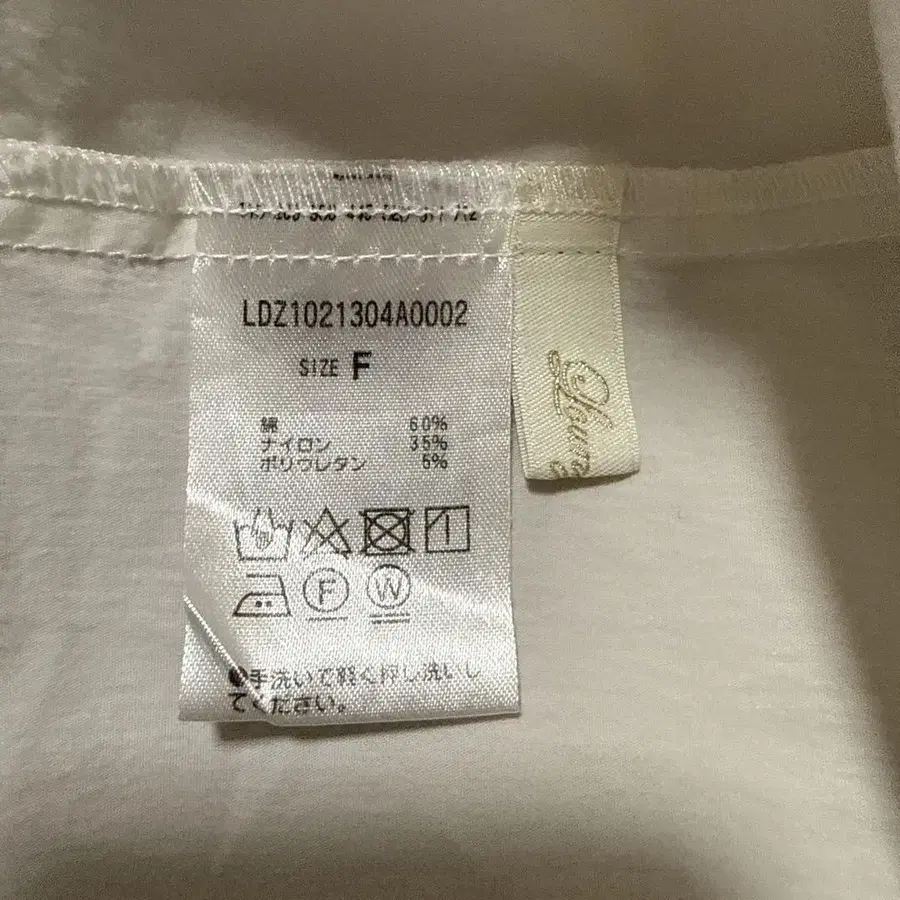 LDZ1021304A0002
SIZE F
綿 60%
ナイロン 35%
ポリウレタン 5%
F W
●手洗いで軽く押し洗いし
てください。